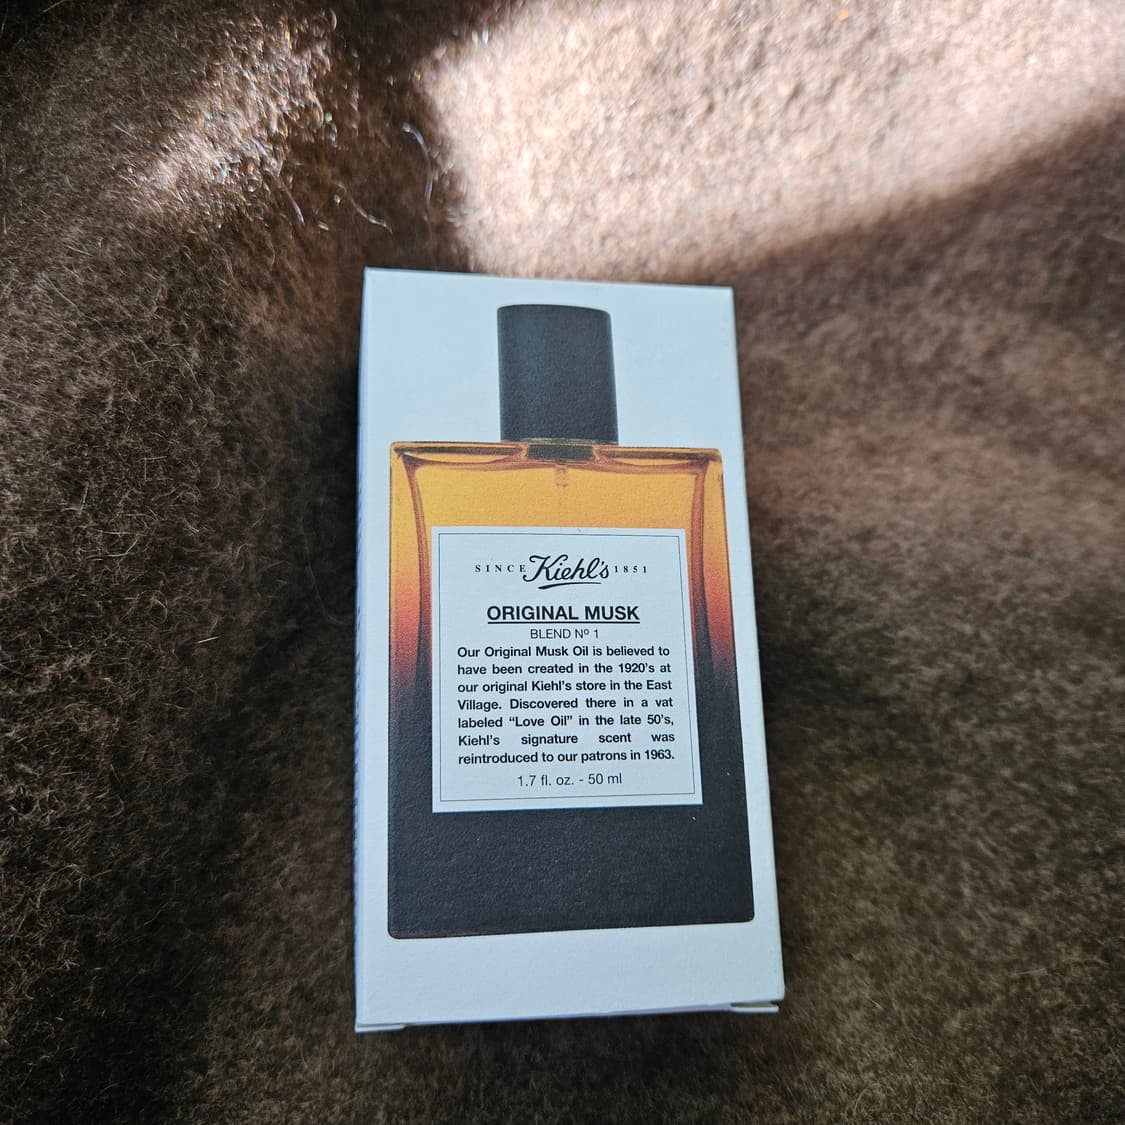 SINCE Kiehl's 1851
ORIGINAL MUSK
BLEND Nº 1
Our Original Musk Oil is believed to
have been created in the 1920's at
our original Kiehl's store in the East
Village. Discovered there in a vat
labeled “Love Oil” in the late 50's,
Kiehl's signature scent was
reintroduced to our patrons in 1963.
1.7 fl. oz. - 50 ml